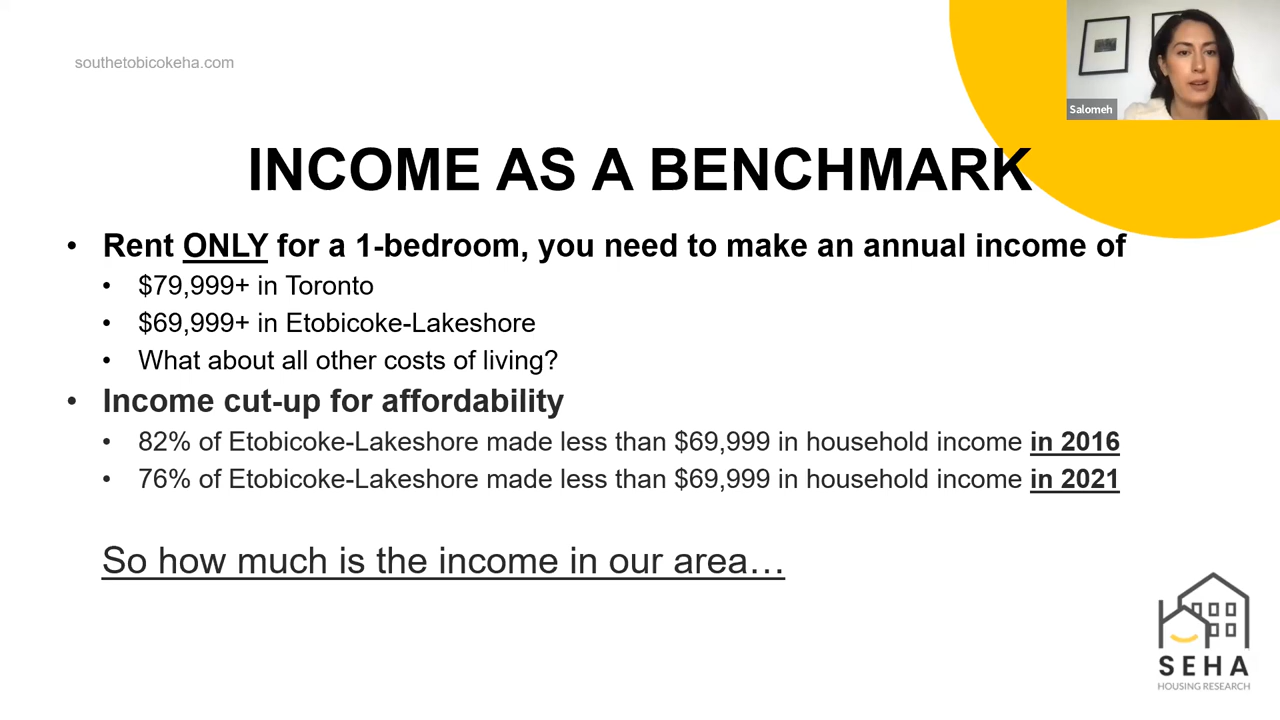 southetobicokeha.com
Salomeh
INCOME AS A BENCHMARK
• Rent ONLY for a 1-bedroom, you need to make an annual income of
• $79,999+ in Toronto
• $69,999+ in Etobicoke-Lakeshore
• What about all other costs of living?
• Income cut-up for affordability
• 82% of Etobicoke-Lakeshore made less than $69,999 in household income in 2016
• 76% of Etobicoke-Lakeshore made less than $69,999 in household income in 2021
So how much is the income in our area…
SEHA
HOUSING RESEARCH